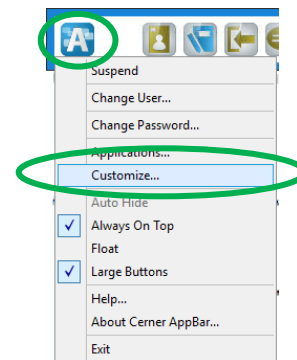 A
Suspend
Change User...
Change Password...
Applications...
Customize...
Auto Hide
Always On Top
Float
Large Buttons
Help...
About Cerner AppBar...
Exit